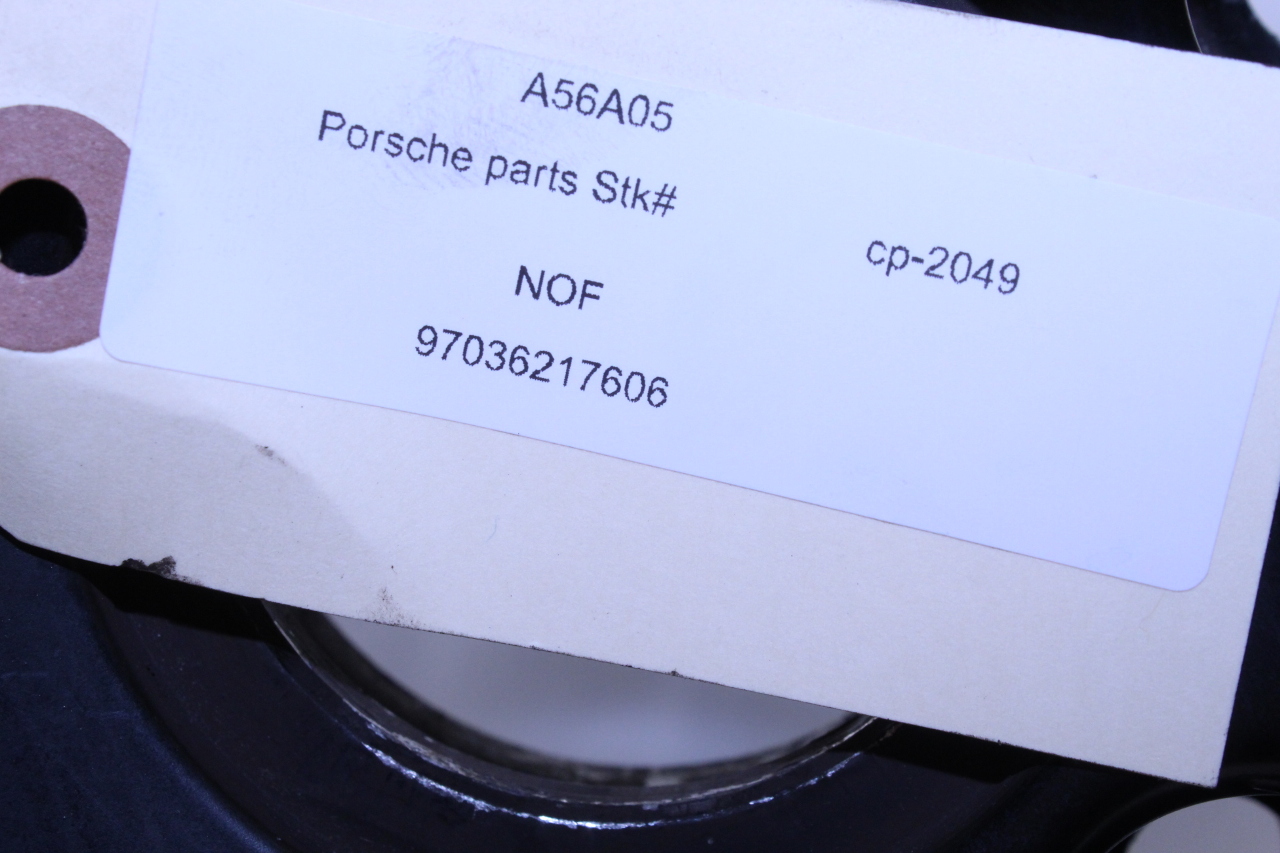 A56A05
Porsche parts Stk#
cp-2049
NOF
97036217606